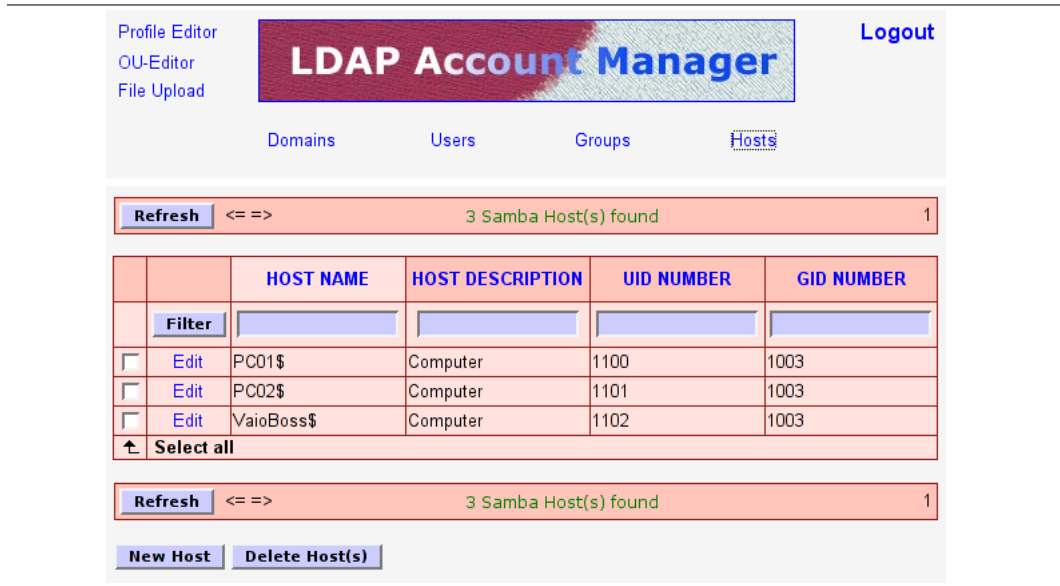 Profile Editor
OU-Editor
File Upload
LDAP Account Manager
Logout
Domains Users Groups Hosts
Refresh <= => 3 Samba Host(s) found 1
HOST NAME HOST DESCRIPTION UID NUMBER GID NUMBER
Filter
Edit PC01$ Computer 1100 1003
Edit PC02$ Computer 1101 1003
Edit VaioBoss$ Computer 1102 1003
Select all
Refresh <= => 3 Samba Host(s) found 1
New Host Delete Host(s)